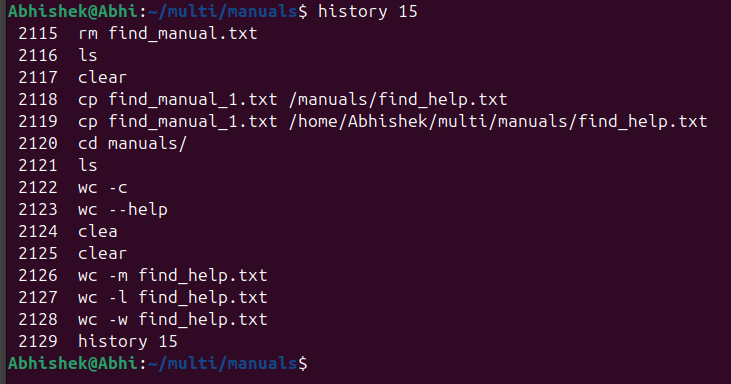 Abhishek@Abhi:~/multi/manuals$ history 15
2115 rm find_manual.txt
2116 ls
2117 clear
2118 cp find_manual_1.txt /manuals/find_help.txt
2119 cp find_manual_1.txt /home/Abhishek/multi/manuals/find_help.txt
2120 cd manuals/
2121 ls
2122 wc -c
2123 wc --help
2124 clea
2125 clear
2126 wc -m find_help.txt
2127 wc -l find_help.txt
2128 wc -w find_help.txt
2129 history 15
Abhishek@Abhi:~/multi/manuals$